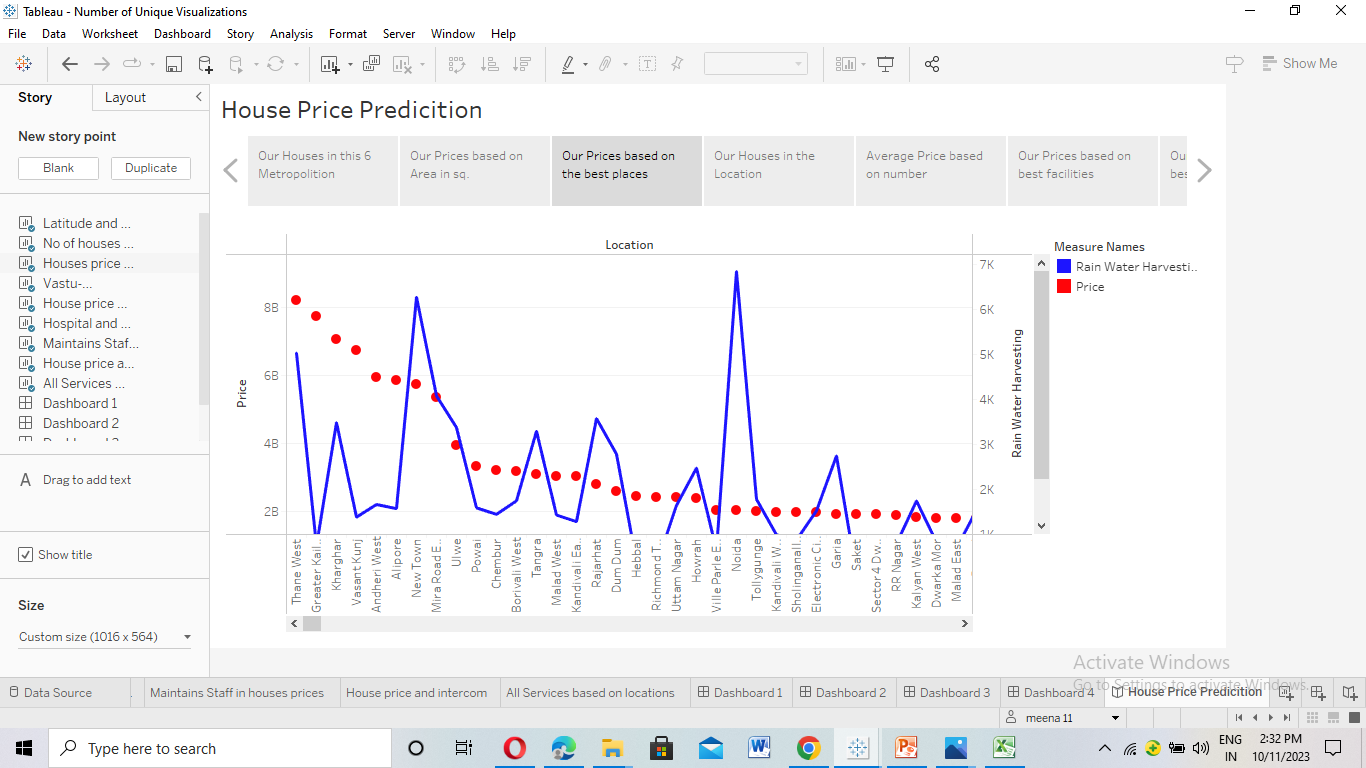 Tableau - Number of Unique Visualizations
File Data Worksheet Dashboard Story Analysis Format Server Window Help
Show Me
Story Layout
New story point
Blank Duplicate
Latitude and ...
No of houses ...
Houses price ...
Vastu-...
House price ...
Hospital and ...
Maintains Staf...
House price a...
All Services ...
Dashboard 1
Dashboard 2
A Drag to add text
Show title
Size
Custom size (1016 x 564)
House Price Predicition
Our Houses in this 6
Metropolition
Our Prices based on
Area in sq.
Our Prices based on
the best places
Our Houses in the
Location
Average Price based
on number
Our Prices based on
best facilities
Location
Price
8B
6B
4B
2B
7K
6K
5K
4K
3K
2K
1K
Rain Water Harvesting
Thane West
Greater Kail..
Kharghar
Vasant Kunj
Andheri West
Alipore
New Town
Mira Road E..
Ulwe
Powai
Chembur
Borivali West
Tangra
Malad West
Kandivali Ea..
Rajarhat
Dum Dum
Hebbal
Richmond T..
Uttam Nagar
Howrah
Ville Parle E..
Noida
Tollygunge
Kandivali W..
Sholinganall..
Electronic Ci..
Garia
Saket
Sector 4 Dw..
RR Nagar
Kalyan West
Dwarka Mor
Malad East
Measure Names
Rain Water Harvesti..
Price
Activate Windows
Go to Settings to activate Windows.
Data Source Maintains Staff in houses prices House price and intercom All Services based on locations Dashboard 1 Dashboard 2 Dashboard 3 Dashboard 4 House Price Predicition
meena 11
Type here to search
ENG
IN
2:32 PM
10/11/2023